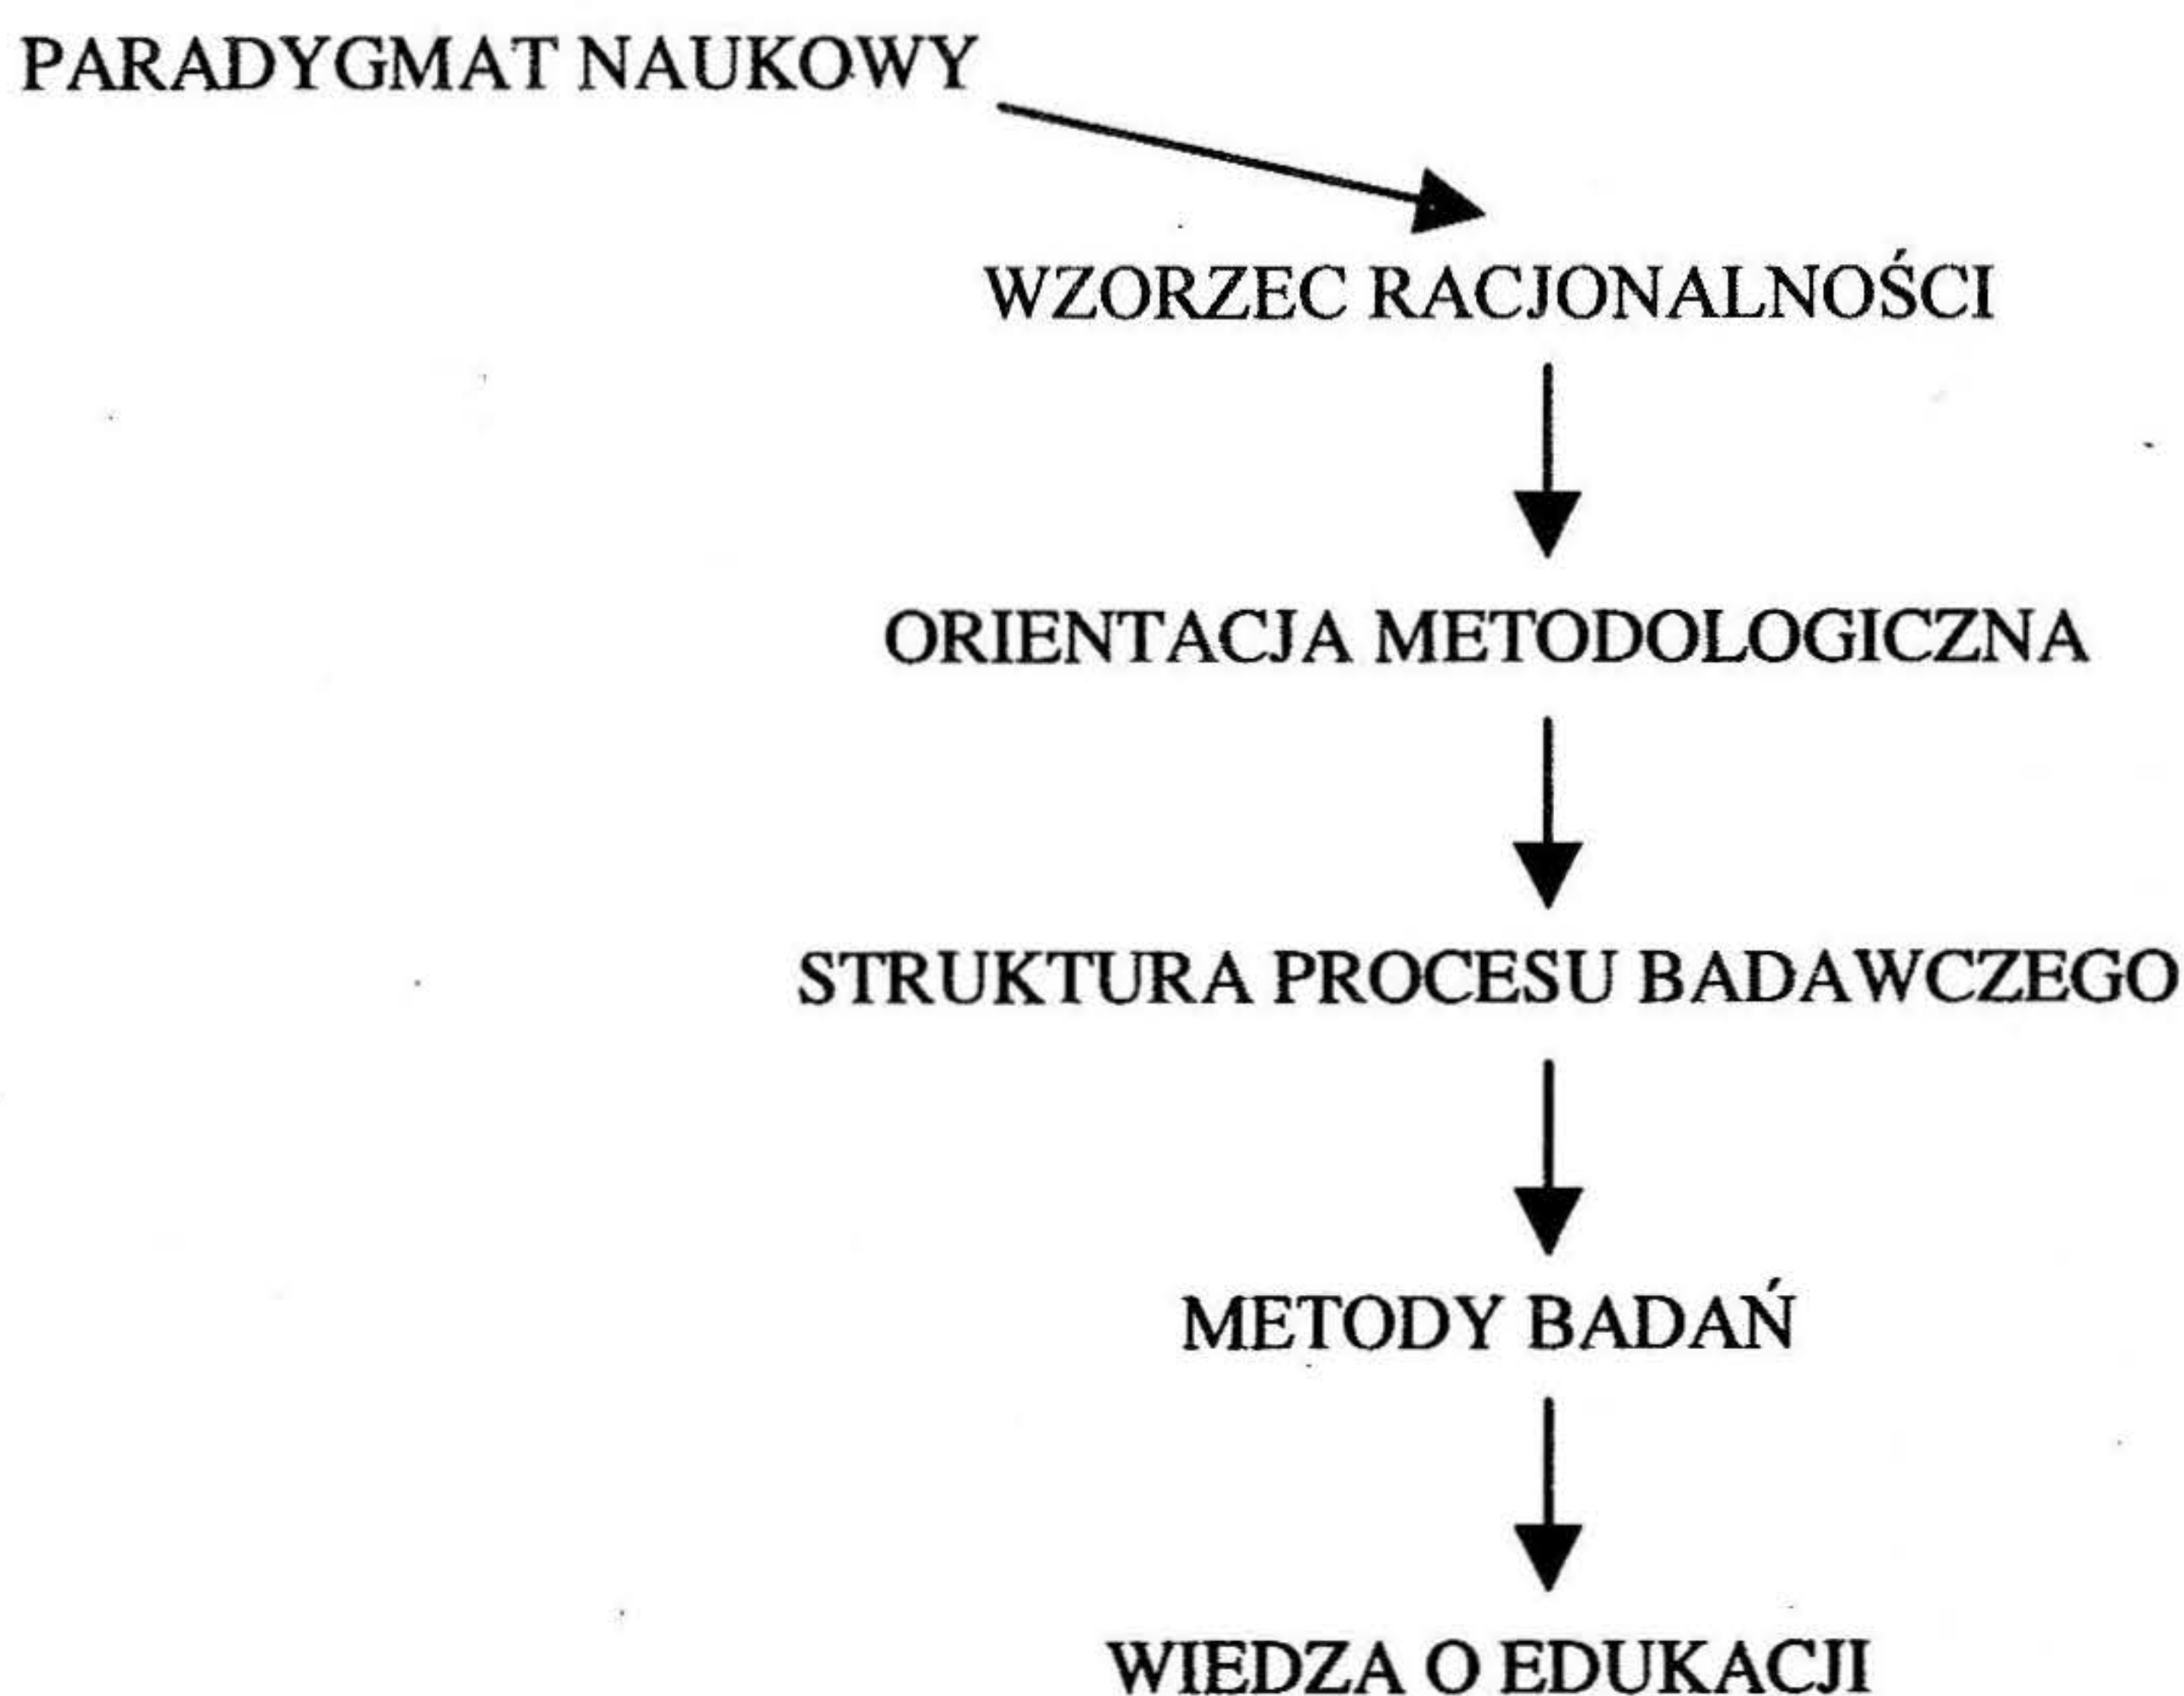 PARADYGMAT NAUKOWY
WZORZEC RACJONALNOŚCI
ORIENTACJA METODOLOGICZNA
STRUKTURA PROCESU BADAWCZEGO
METODY BADAŃ
WIEDZA O EDUKACJI